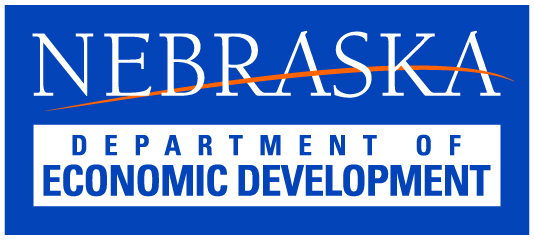 NEBRASKA
DEPARTMENT OF
ECONOMIC DEVELOPMENT